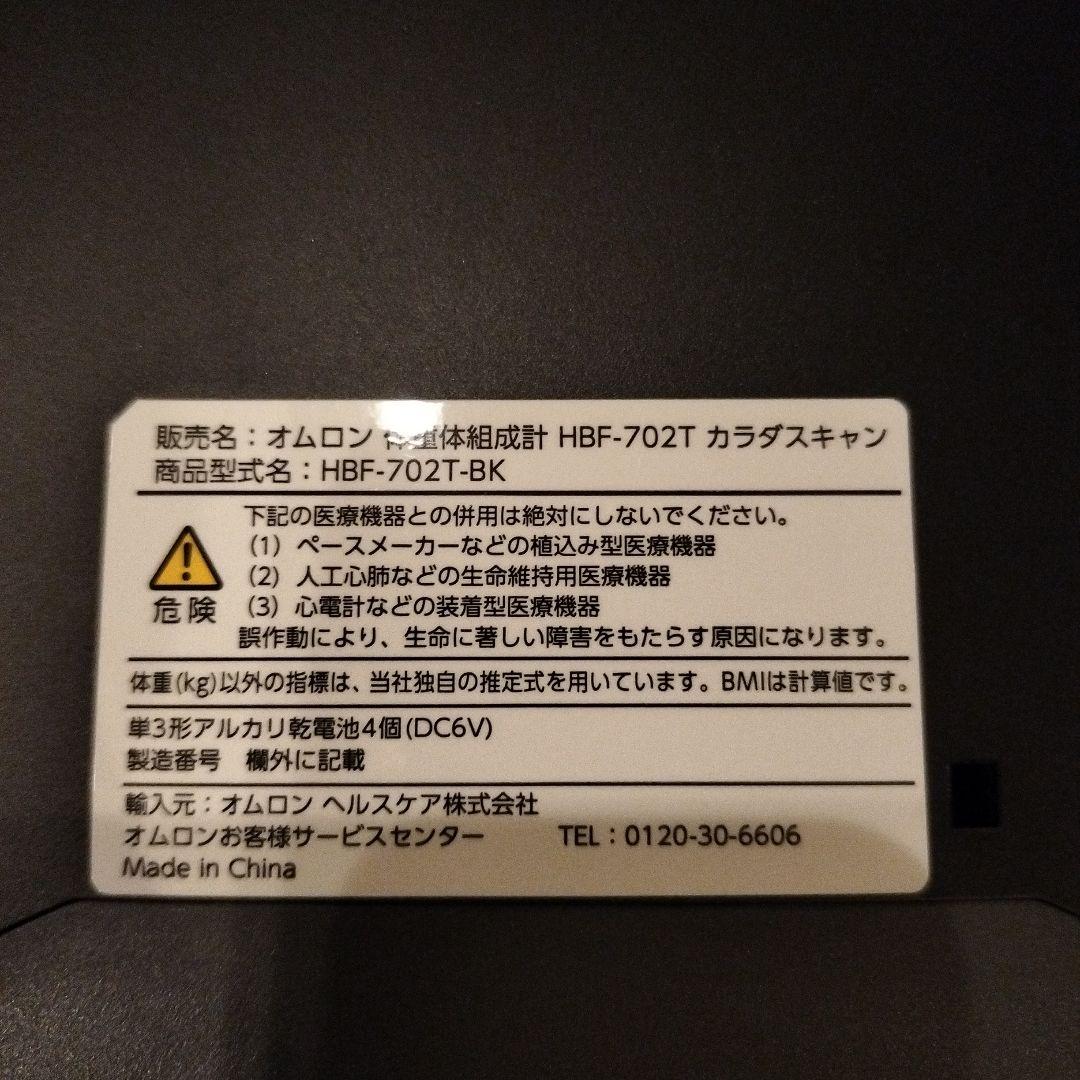 販売名：オムロン 体重体組成計 HBF-702T カラダスキャン
商品型式名：HBF-702T-BK
下記の医療機器との併用は絶対にしないでください。
(1) ペースメーカーなどの植込み型医療機器
(2) 人工心肺などの生命維持用医療機器
危険
(3) 心電計などの装着型医療機器
誤作動により、生命に著しい障害をもたらす原因になります。
体重(kg)以外の指標は、当社独自の推定式を用いています。BMIは計算値です。
単3形アルカリ乾電池4個(DC6V)
製造番号　欄外に記載
輸入元：オムロン ヘルスケア株式会社
オムロンお客様サービスセンター　TEL：0120-30-6606
Made in China